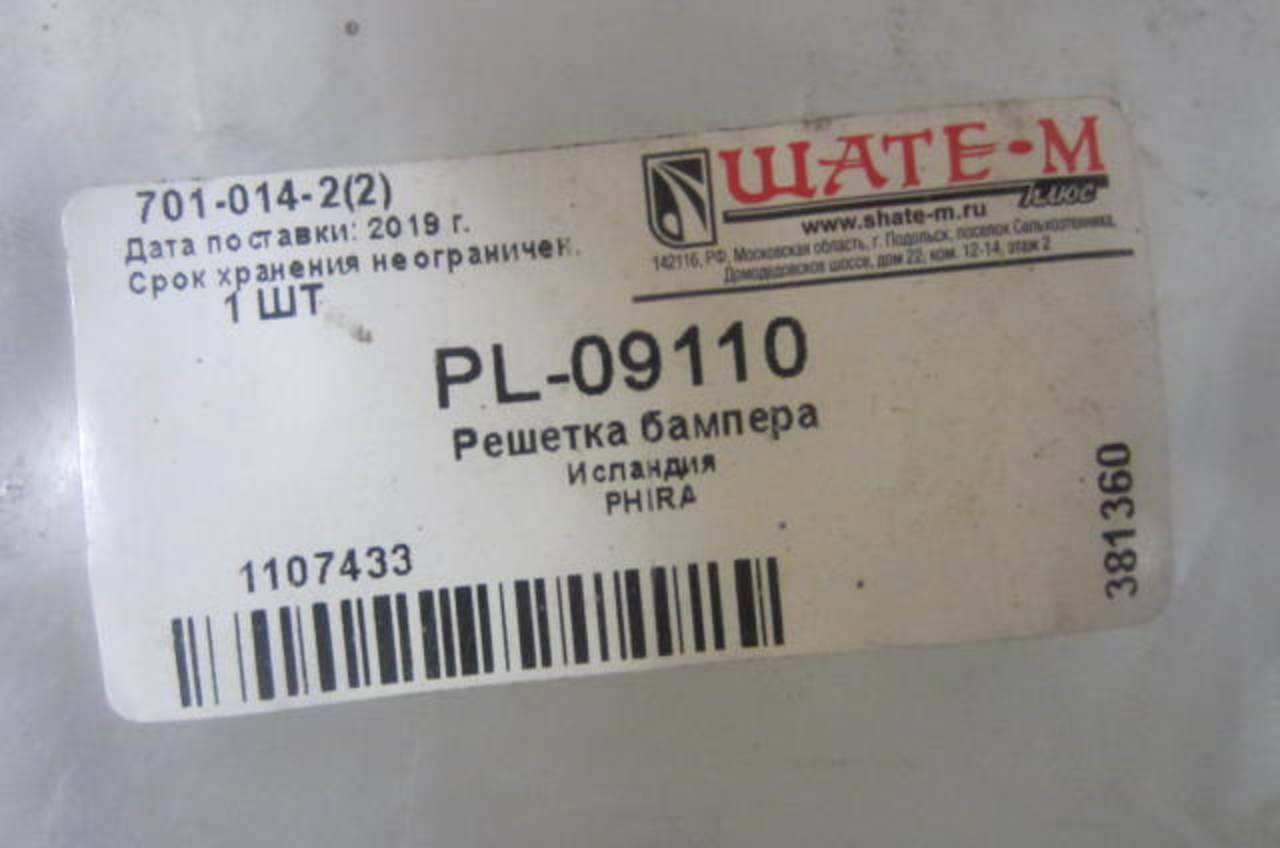 701-014-2(2)
Дата поставки: 2019 г.
Срок хранения неограничен.
1 ШТ
ШАТЕ-М
плюс
www.shate-m.ru
142116, РФ, Московская область, г. Подольск, поселок Сельхозтехника,
Домодедовское шоссе, дом 22, ком. 12-14, этаж 2
PL-09110
Решетка бампера
Исландия
PHIRA
1107433
381360